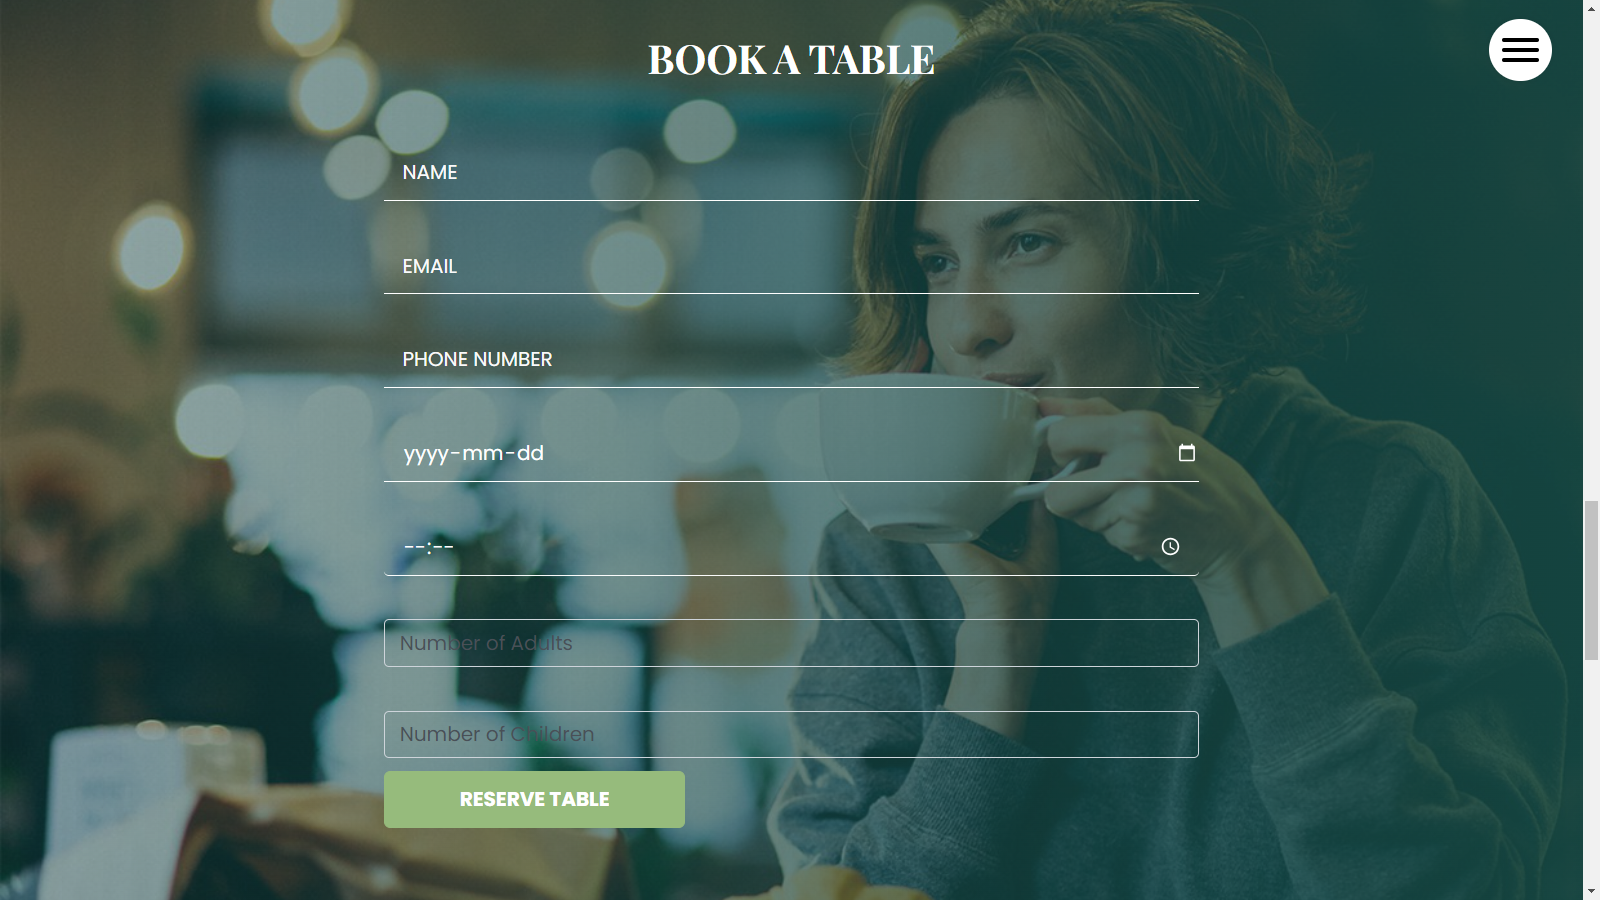 BOOK A TABLE
NAME
EMAIL
PHONE NUMBER
yyyy-mm-dd
--:--
Number of Adults
Number of Children
RESERVE TABLE